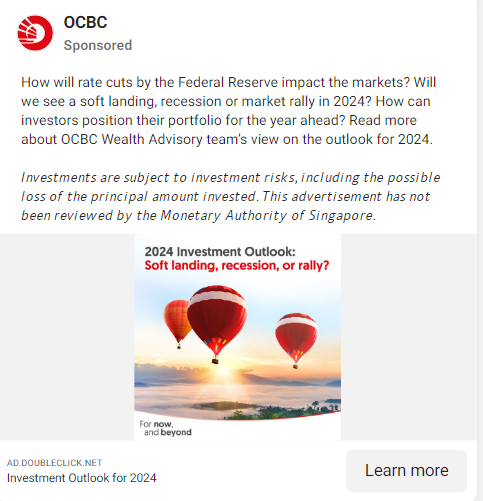 OCBC
Sponsored
How will rate cuts by the Federal Reserve impact the markets? Will
we see a soft landing, recession or market rally in 2024? How can
investors position their portfolio for the year ahead? Read more
about OCBC Wealth Advisory team's view on the outlook for 2024.
Investments are subject to investment risks, including the possible
loss of the principal amount invested. This advertisement has not
been reviewed by the Monetary Authority of Singapore.
2024 Investment Outlook:
Soft landing, recession, or rally?
For now,
and beyond
AD.DOUBLECLICK.NET
Investment Outlook for 2024
Learn more